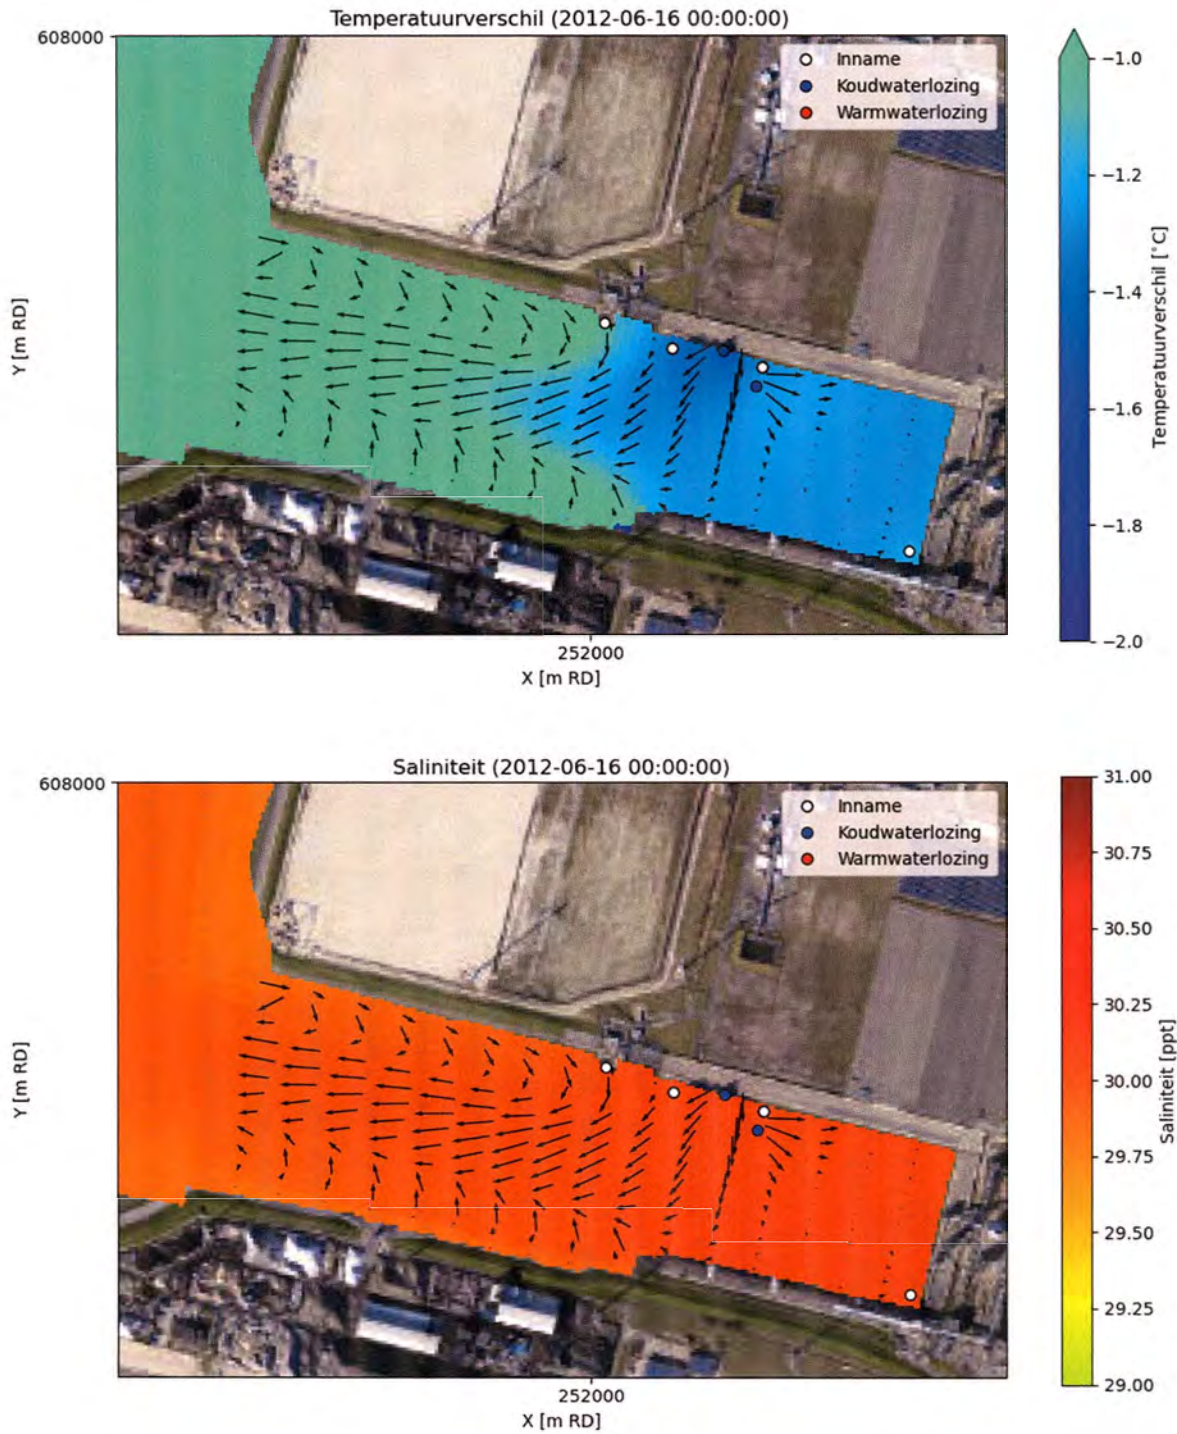 Temperatuurverschil (2012-06-16 00:00:00)
608000
Inname
Koudwaterlozing
Warmwaterlozing
Y [m RD]
252000
X [m RD]
−1.0
−1.2
−1.4
−1.6
−1.8
−2.0
Temperatuurverschil [°C]
Saliniteit (2012-06-16 00:00:00)
608000
Inname
Koudwaterlozing
Warmwaterlozing
Y [m RD]
252000
X [m RD]
31.00
30.75
30.50
30.25
30.00
29.75
29.50
29.25
29.00
Saliniteit [ppt]